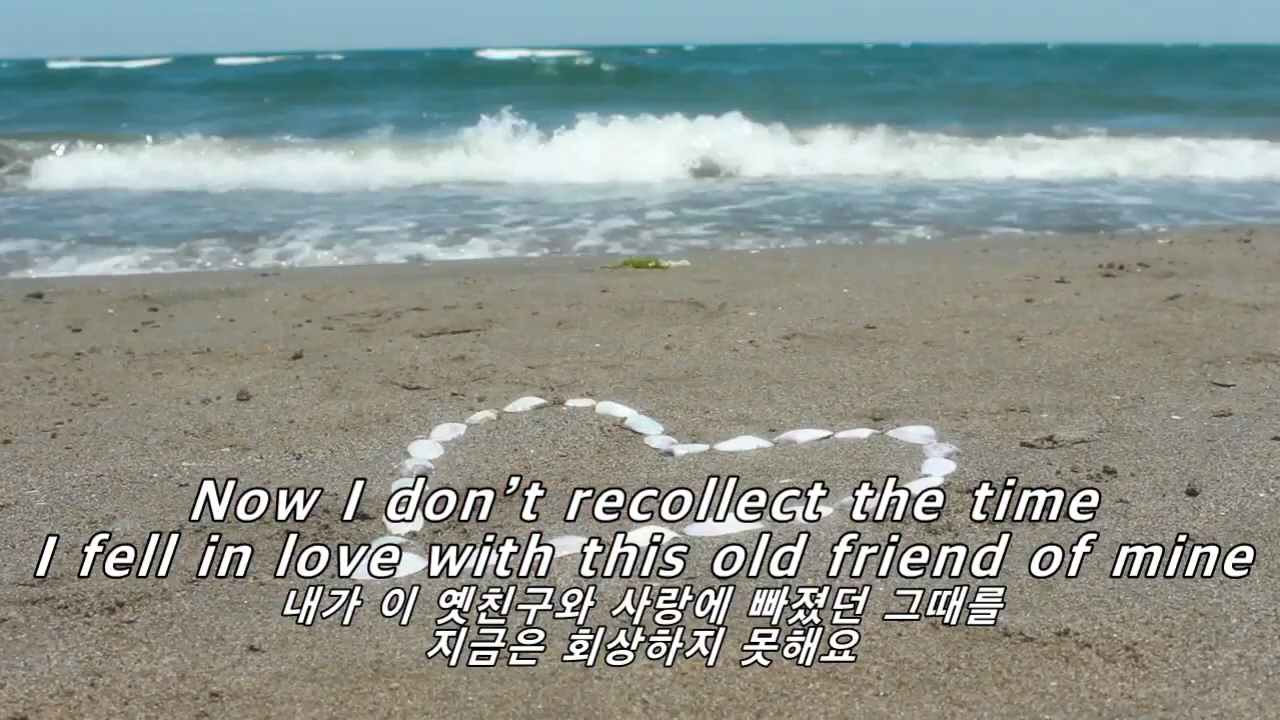 Now I don’t recollect the time
I fell in love with this old friend of mine
내가 이 옛친구와 사랑에 빠졌던 그때를
지금은 회상하지 못해요